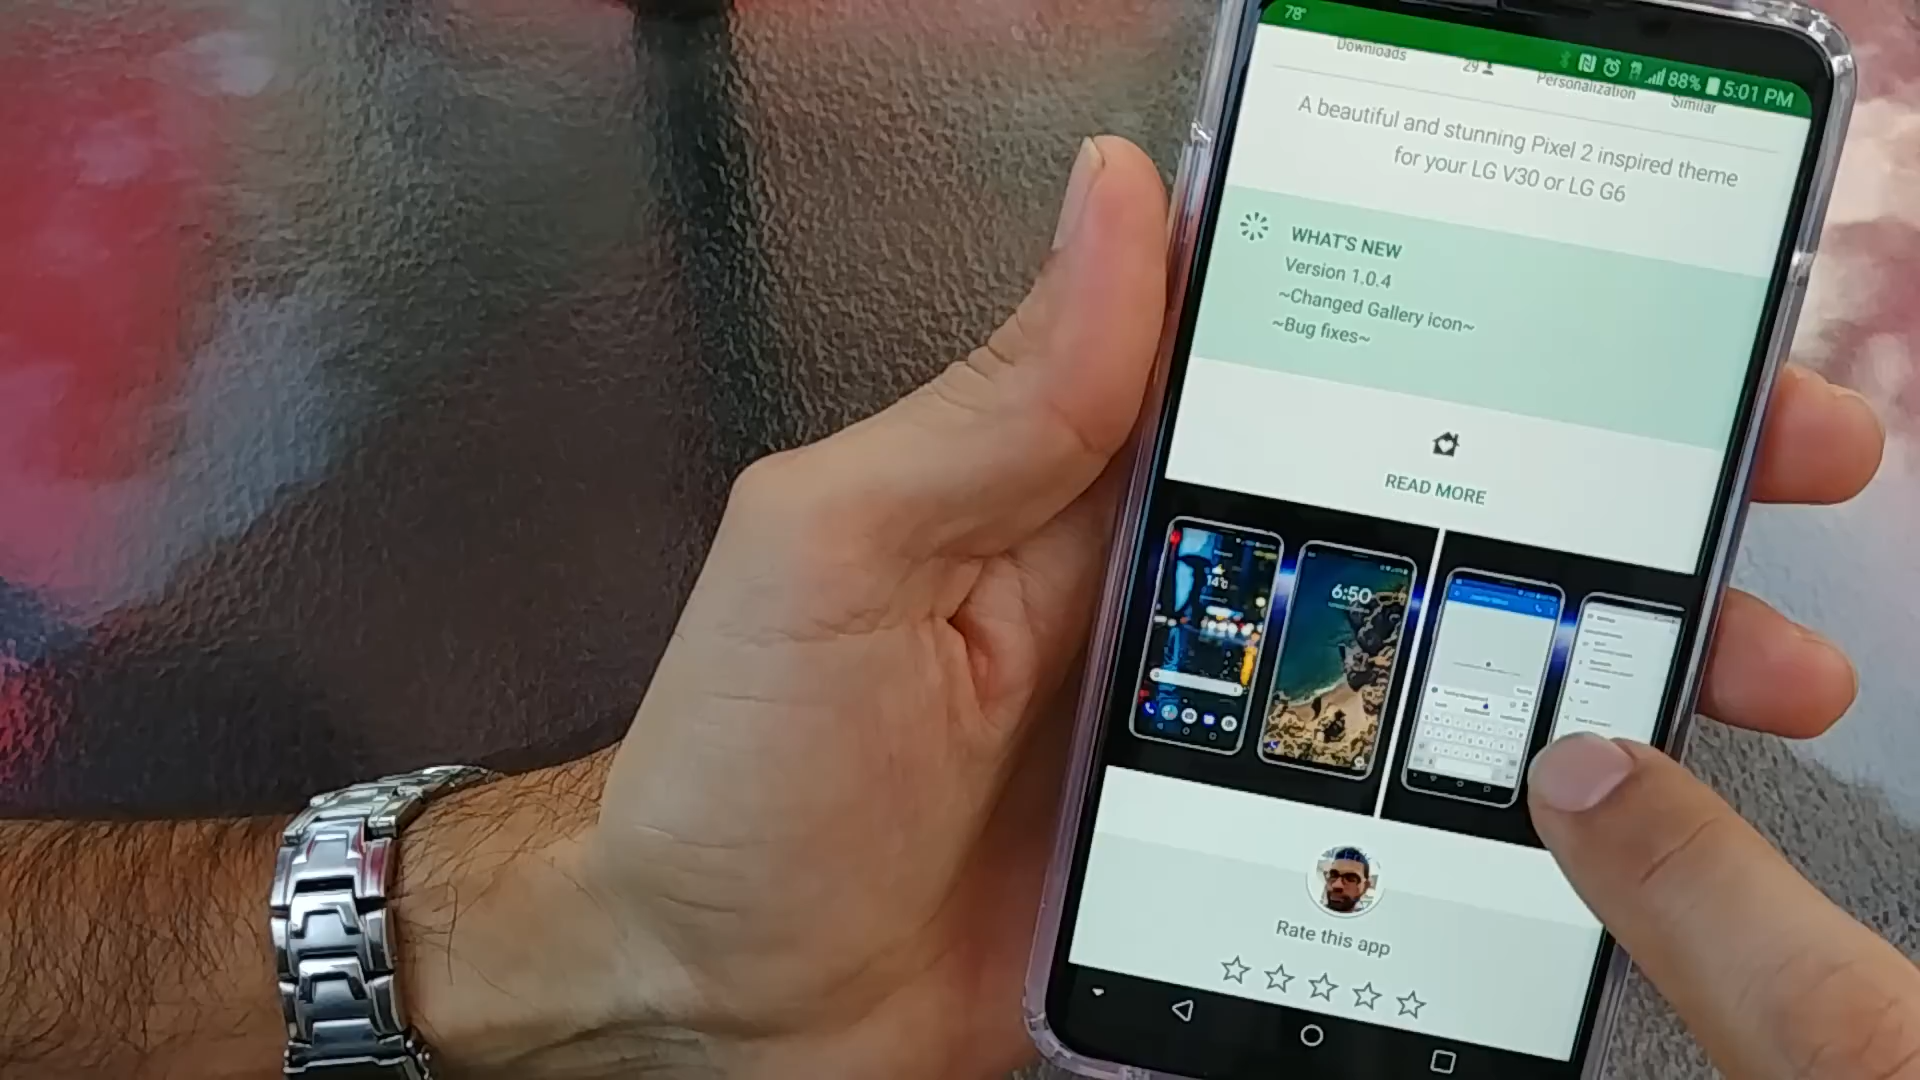 78°
88% 5:01 PM
Downloads
29
Personalization
Similar
A beautiful and stunning Pixel 2 inspired theme
for your LG V30 or LG G6
WHAT'S NEW
Version 1.0.4
~Changed Gallery icon~
~Bug fixes~
READ MORE
14°c
6:50
Rate this app